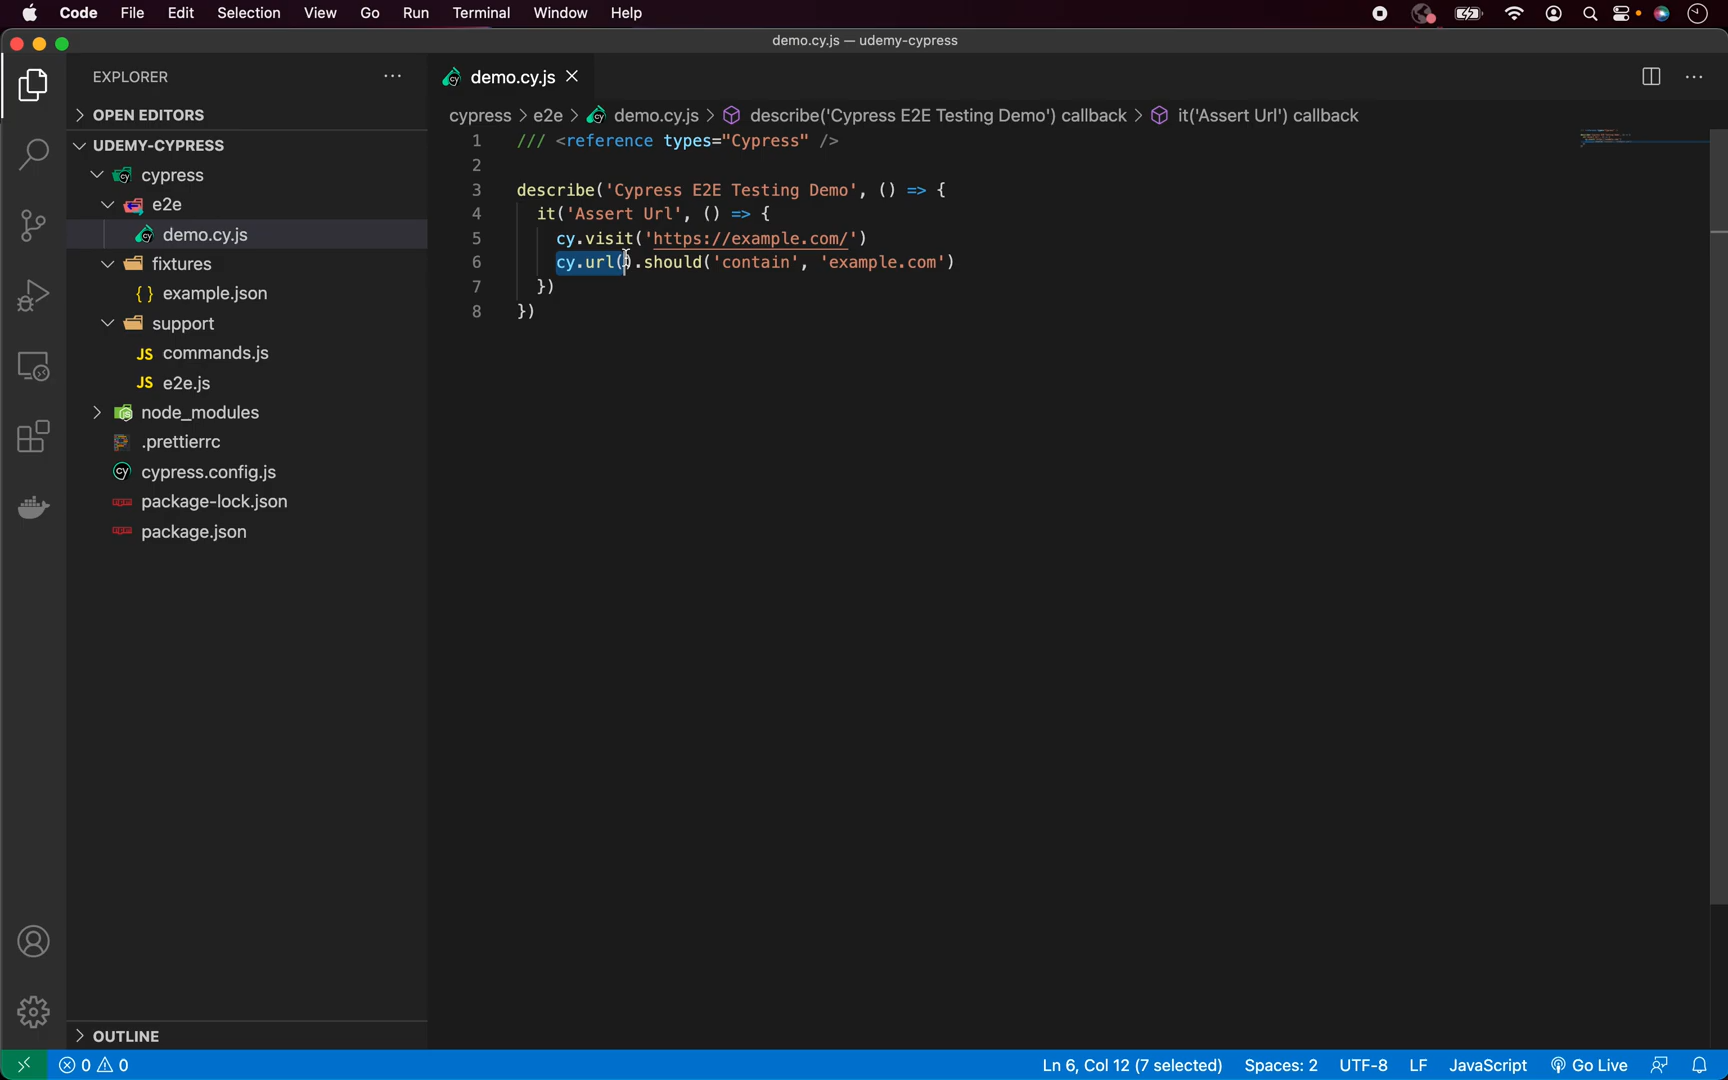 Code File Edit Selection View Go Run Terminal Window Help
demo.cy.js — udemy-cypress
EXPLORER
demo.cy.js
OPEN EDITORS
cypress > e2e > demo.cy.js > describe('Cypress E2E Testing Demo') callback > it('Assert Url') callback
UDEMY-CYPRESS
cypress
e2e
demo.cy.js
fixtures
{ } example.json
support
JS commands.js
JS e2e.js
node_modules
.prettierrc
cypress.config.js
package-lock.json
package.json
1 /// <reference types="Cypress" />
2
3 describe('Cypress E2E Testing Demo', () => {
4 it('Assert Url', () => {
5 cy.visit('https://example.com/')
6 cy.url().should('contain', 'example.com')
7 })
8 })
OUTLINE
0 0 Ln 6, Col 12 (7 selected) Spaces: 2 UTF-8 LF JavaScript Go Live